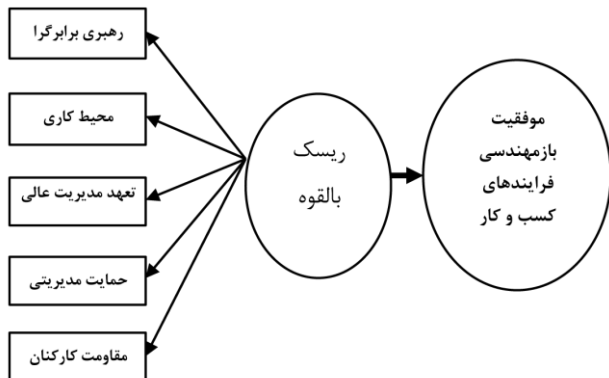 رهبری برابرگرا
محیط کاری
تعهد مدیریت عالی
حمایت مدیریتی
مقاومت کارکنان
ریسک
بالقوه
موفقیت
بازمهندسی
فرایندهای
کسب و کار